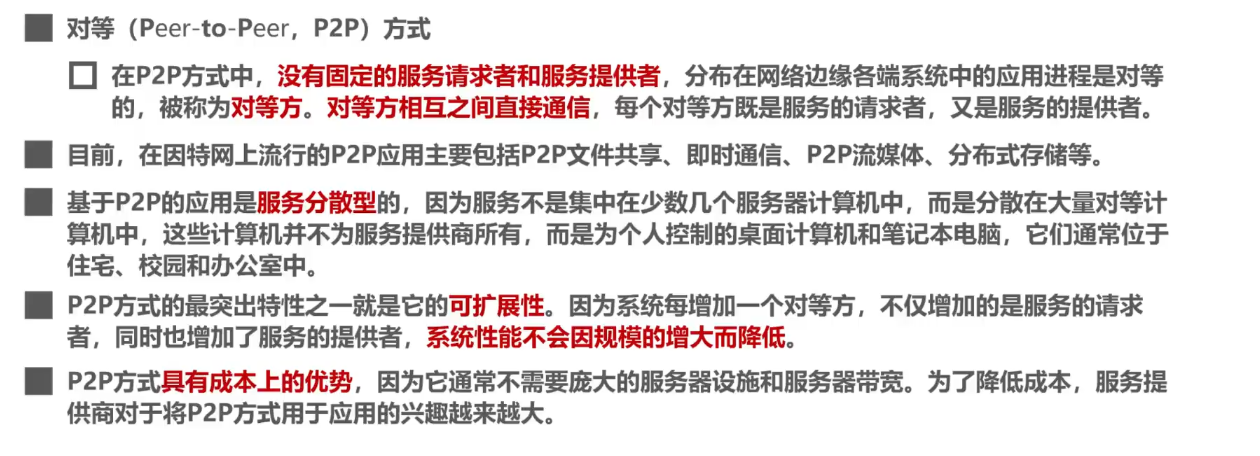 对等（Peer-to-Peer，P2P）方式
在P2P方式中，没有固定的服务请求者和服务提供者，分布在网络边缘各端系统中的应用进程是对等
的，被称为对等方。对等方相互之间直接通信，每个对等方既是服务的请求者，又是服务的提供者。
目前，在因特网上流行的P2P应用主要包括P2P文件共享、即时通信、P2P流媒体、分布式存储等。
基于P2P的应用是服务分散型的，因为服务不是集中在少数几个服务器计算机中，而是分散在大量对等计
算机中，这些计算机并不为服务提供商所有，而是为个人控制的桌面计算机和笔记本电脑，它们通常位于
住宅、校园和办公室中。
P2P方式的最突出特性之一就是它的可扩展性。因为系统每增加一个对等方，不仅增加的是服务的请求
者，同时也增加了服务的提供者，系统性能不会因规模的增大而降低。
P2P方式具有成本上的优势，因为它通常不需要庞大的服务器设施和服务器带宽。为了降低成本，服务提
供商对于将P2P方式用于应用的兴趣越来越大。